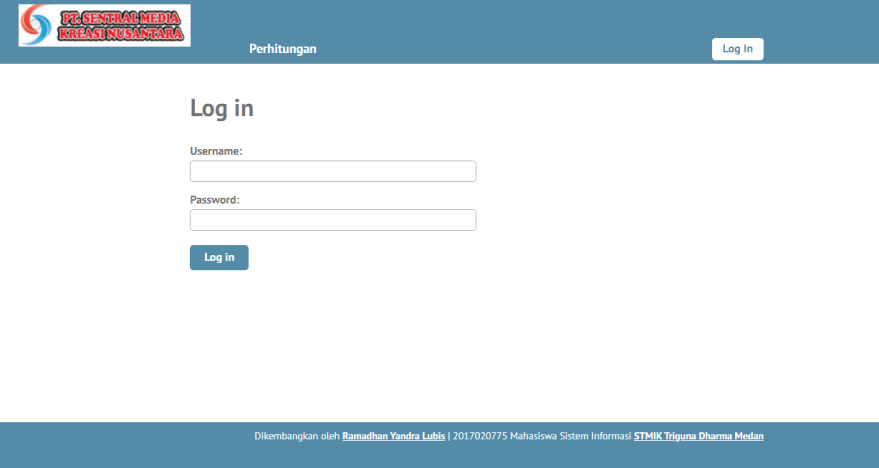 PT. SENTRAL MEDIA
KREASI NUSANTARA
Perhitungan
Log In
Log in
Username:
Password:
Log in
Dikembangkan oleh Ramadhan Yandra Lubis | 2017020775 Mahasiswa Sistem Informasi STMIK Triguna Dharma Medan